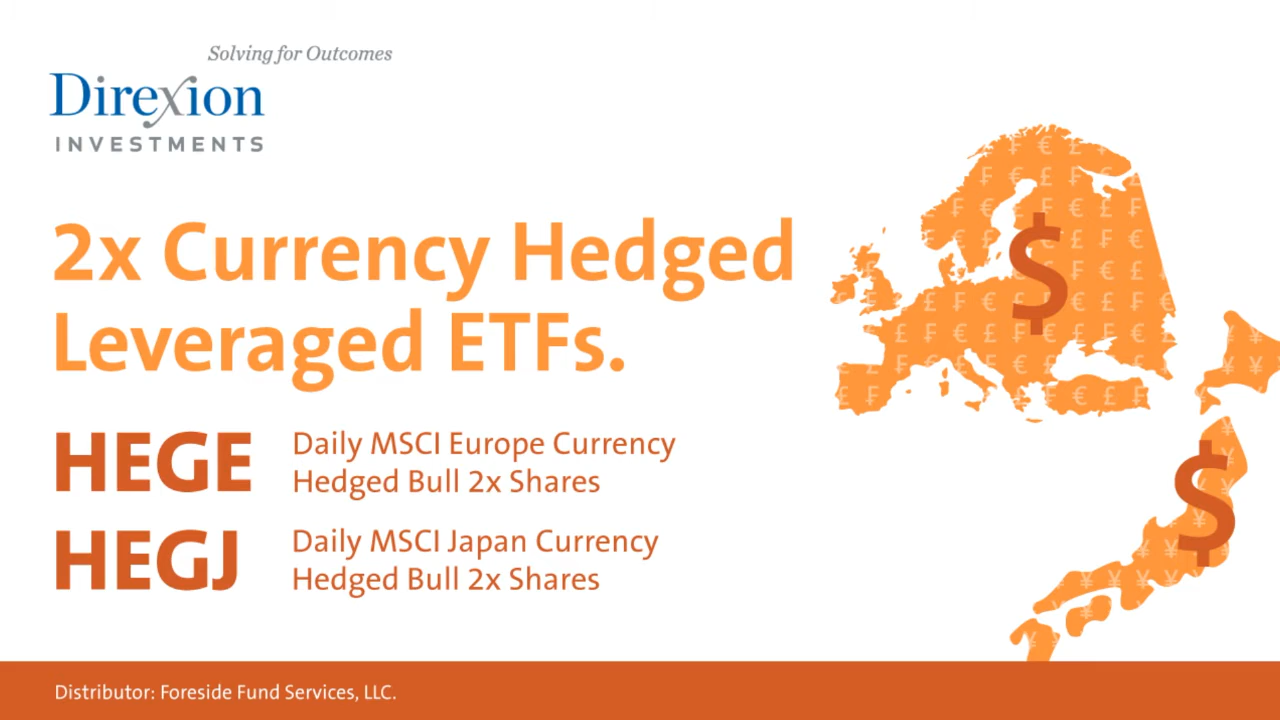 Solving for Outcomes
Direxion
INVESTMENTS
2x Currency Hedged
Leveraged ETFs.
HEGE
Daily MSCI Europe Currency
Hedged Bull 2x Shares
HEGJ
Daily MSCI Japan Currency
Hedged Bull 2x Shares
$
$
Distributor: Foreside Fund Services, LLC.